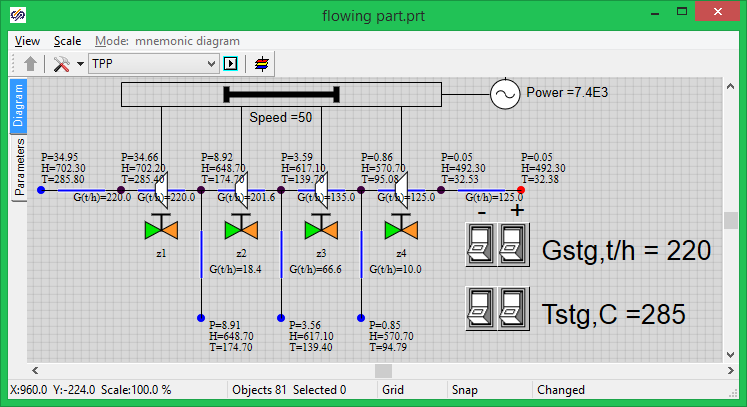 flowing part.prt
View Scale Mode: mnemonic diagram
TPP
Diagram
Parameters
Power =7.4E3
Speed =50
P=34.95
H=702.30
T=285.80
P=34.66
H=702.20
T=285.40
P=8.92
H=648.70
T=174.70
P=3.59
H=617.10
T=139.70
P=0.86
H=570.70
T=95.08
P=0.05
H=492.30
T=32.53
P=0.05
H=492.30
T=32.38
G(t/h)=220.0
G(t/h)=220.0
G(t/h)=201.6
G(t/h)=135.0
G(t/h)=125.0
G(t/h)=125.0
- +
z1
z2
z3
z4
G(t/h)=18.4
G(t/h)=66.6
G(t/h)=10.0
Gstg,t/h = 220
P=8.91
H=648.70
T=174.70
P=3.56
H=617.10
T=139.40
P=0.85
H=570.70
T=94.79
Tstg,C =285
X:960.0 Y:-224.0 Scale:100.0 %
Objects 81 Selected 0
Grid
Snap
Changed